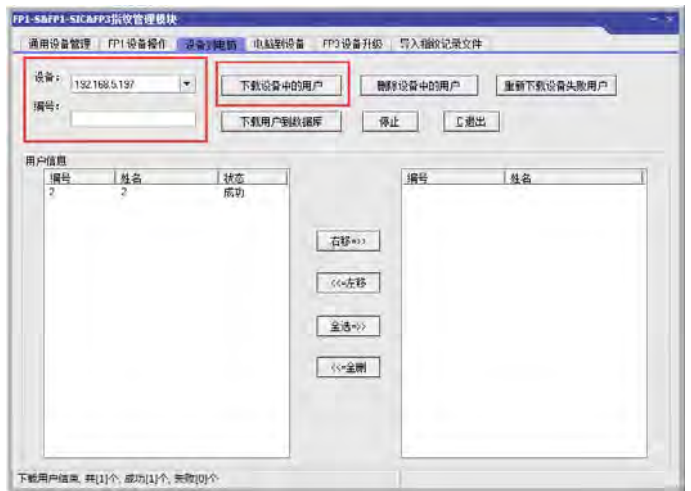 FP1-S&FP1-SIC&FP3指纹管理模块
通用设备管理 FP1设备操作 设备到电脑 电脑到设备 FP3设备升级 导入指纹记录文件
设备： 192.168.5.197 下载设备中的用户 删除设备中的用户 重新下载设备失败用户
编号： 下载用户到数据库 停止 C退出
用户信息
编号 姓名 状态 编号 姓名
2 2 成功
右移=>>
<<=左移
全选=>>
<<=全删
下载用户结束, 共[1]个, 成功[1]个, 失败[0]个